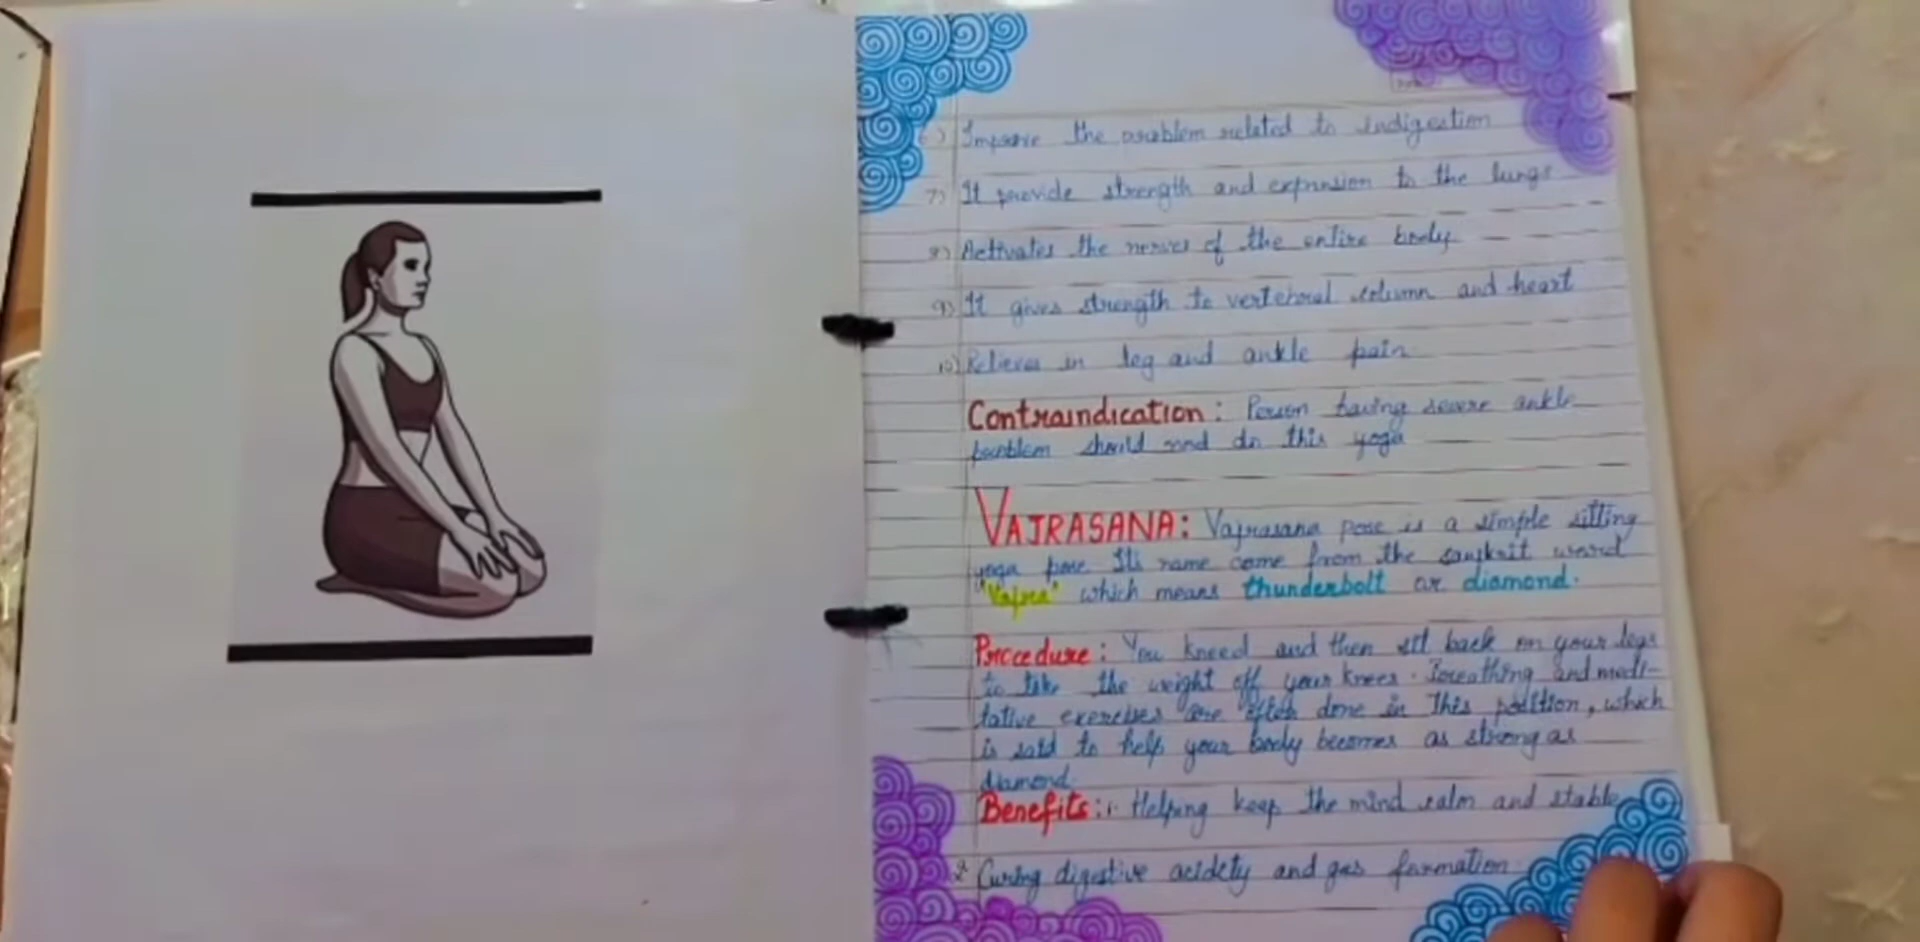 6) Improve the problem related to indigestion
7) It provide strength and expansion to the lungs
8) Activates the nerves of the entire body
9) It gives strength to vertebral column and heart
10) Relieves in leg and ankle pain
Contraindication : Person having severe ankle
problem should and do this yoga
VAJRASANA: Vajrasana pose is a simple sitting
yoga pose Its name come from the sanskrit word
"Vajra" which means thunderbolt or diamond.
Procedure : You kneed and then sit back on your legs
to take the weight off your knees. Breathing and medi-
tative exercises are often done in this position, which
is said to help your body becomes as strong as
diamond.
Benefits : 1. Helping keep the mind calm and stable
2. Curing digestive acidety and gas formation